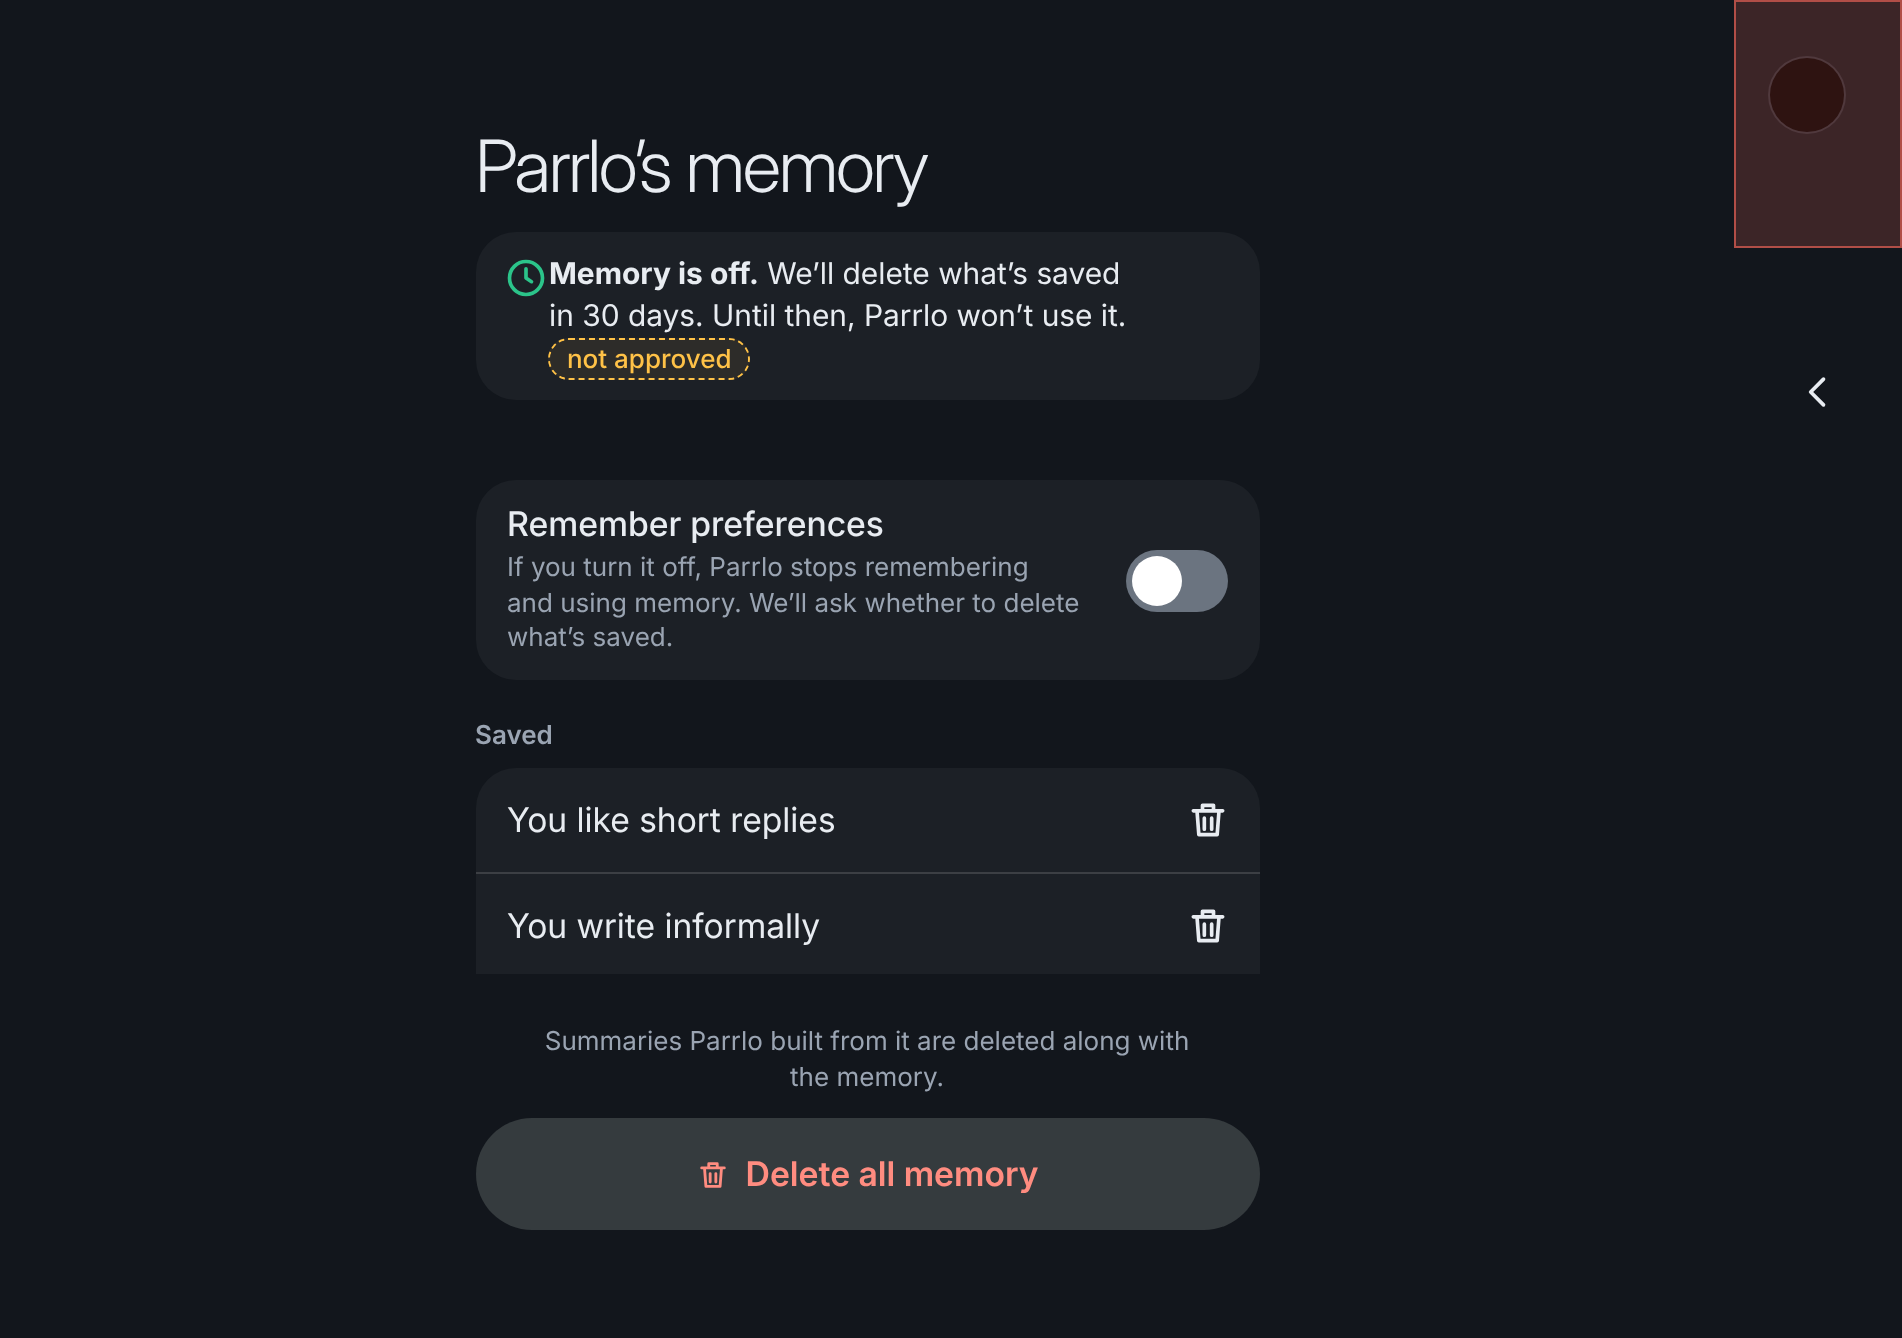 Parrlo’s memory
Memory is off. We’ll delete what’s saved
in 30 days. Until then, Parrlo won’t use it.
not approved
Remember preferences
If you turn it off, Parrlo stops remembering
and using memory. We’ll ask whether to delete
what’s saved.
Saved
You like short replies
You write informally
Summaries Parrlo built from it are deleted along with
the memory.
Delete all memory